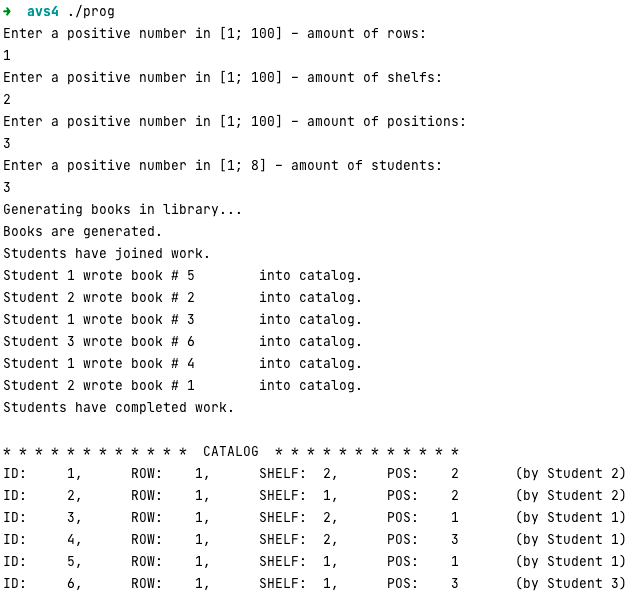 ➜ avs4 ./prog
Enter a positive number in [1; 100] – amount of rows:
1
Enter a positive number in [1; 100] – amount of shelfs:
2
Enter a positive number in [1; 100] – amount of positions:
3
Enter a positive number in [1; 8] – amount of students:
3
Generating books in library...
Books are generated.
Students have joined work.
Student 1 wrote book # 5 into catalog.
Student 2 wrote book # 2 into catalog.
Student 1 wrote book # 3 into catalog.
Student 3 wrote book # 6 into catalog.
Student 1 wrote book # 4 into catalog.
Student 2 wrote book # 1 into catalog.
Students have completed work.
* * * * * * * * * * * * CATALOG * * * * * * * * * * * *
ID: 1, ROW: 1, SHELF: 2, POS: 2 (by Student 2)
ID: 2, ROW: 1, SHELF: 1, POS: 2 (by Student 2)
ID: 3, ROW: 1, SHELF: 2, POS: 1 (by Student 1)
ID: 4, ROW: 1, SHELF: 2, POS: 3 (by Student 1)
ID: 5, ROW: 1, SHELF: 1, POS: 1 (by Student 1)
ID: 6, ROW: 1, SHELF: 1, POS: 3 (by Student 3)